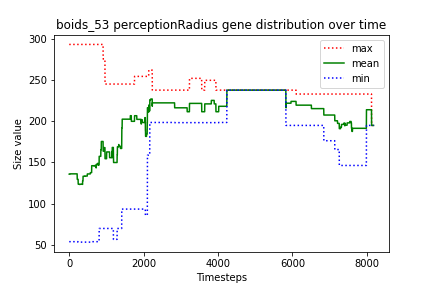 boids_53 perceptionRadius gene distribution over time
300
250
200
150
100
50
Size value
max
mean
min
0
2000
4000
6000
8000
Timesteps